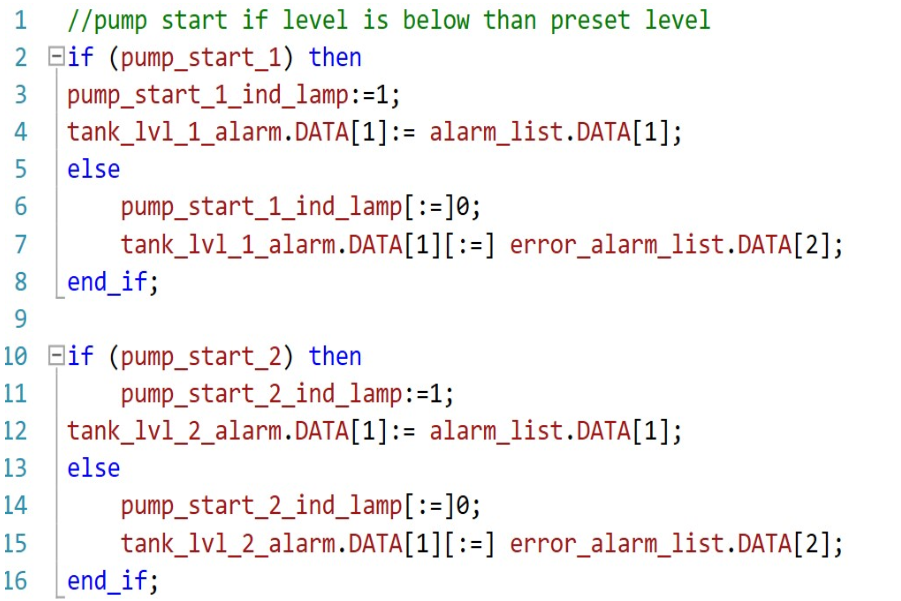 1 //pump start if level is below than preset level
2 if (pump_start_1) then
3 pump_start_1_ind_lamp:=1;
4 tank_lvl_1_alarm.DATA[1]:= alarm_list.DATA[1];
5 else
6 pump_start_1_ind_lamp[:=]0;
7 tank_lvl_1_alarm.DATA[1][:=] error_alarm_list.DATA[2];
8 end_if;
9
10 if (pump_start_2) then
11 pump_start_2_ind_lamp:=1;
12 tank_lvl_2_alarm.DATA[1]:= alarm_list.DATA[1];
13 else
14 pump_start_2_ind_lamp[:=]0;
15 tank_lvl_2_alarm.DATA[1][:=] error_alarm_list.DATA[2];
16 end_if;